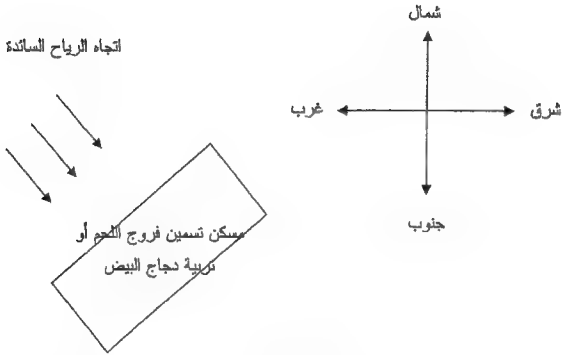 شمال
اتجاه الرياح السائدة
غرب
شرق
جنوب
مسكن تسمين فروج اللحم أو
تربية دجاج البيض